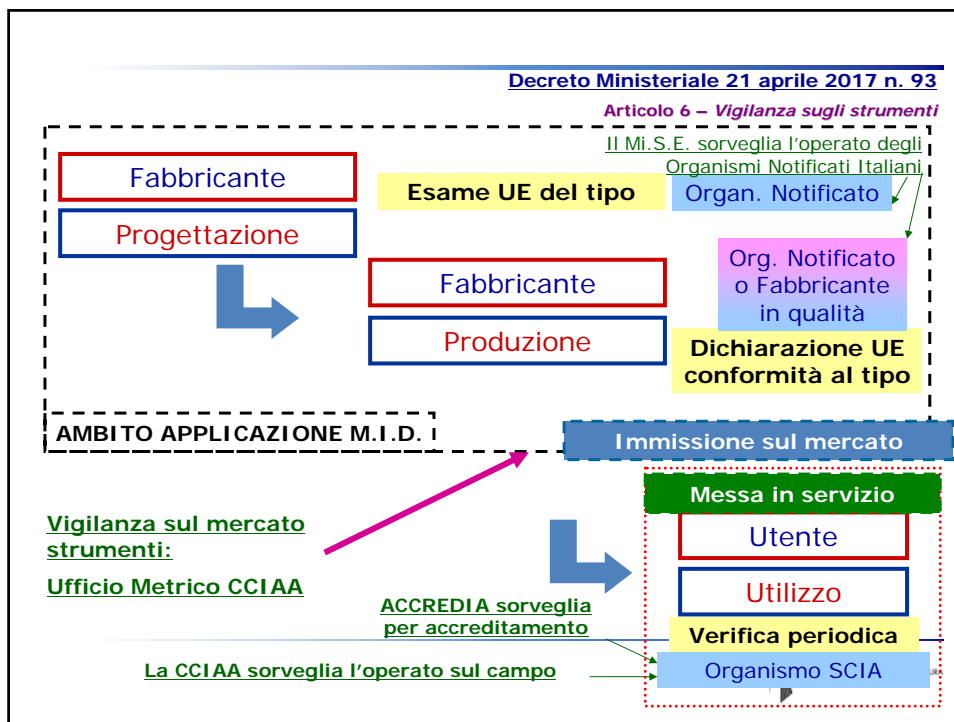 Decreto Ministeriale 21 aprile 2017 n. 93
Articolo 6 – Vigilanza sugli strumenti
Il Mi.S.E. sorveglia l'operato degli
Organismi Notificati Italiani
Fabbricante
Esame UE del tipo
Organ. Notificato
Progettazione
Org. Notificato
o Fabbricante
in qualità
Fabbricante
Produzione
Dichiarazione UE
conformità al tipo
AMBITO APPLICAZIONE M.I.D.
Immissione sul mercato
Messa in servizio
Vigilanza sul mercato
strumenti:
Ufficio Metrico CCIAA
Utente
Utilizzo
ACCREDIA sorveglia
per accreditamento
Verifica periodica
La CCIAA sorveglia l'operato sul campo
Organismo SCIA